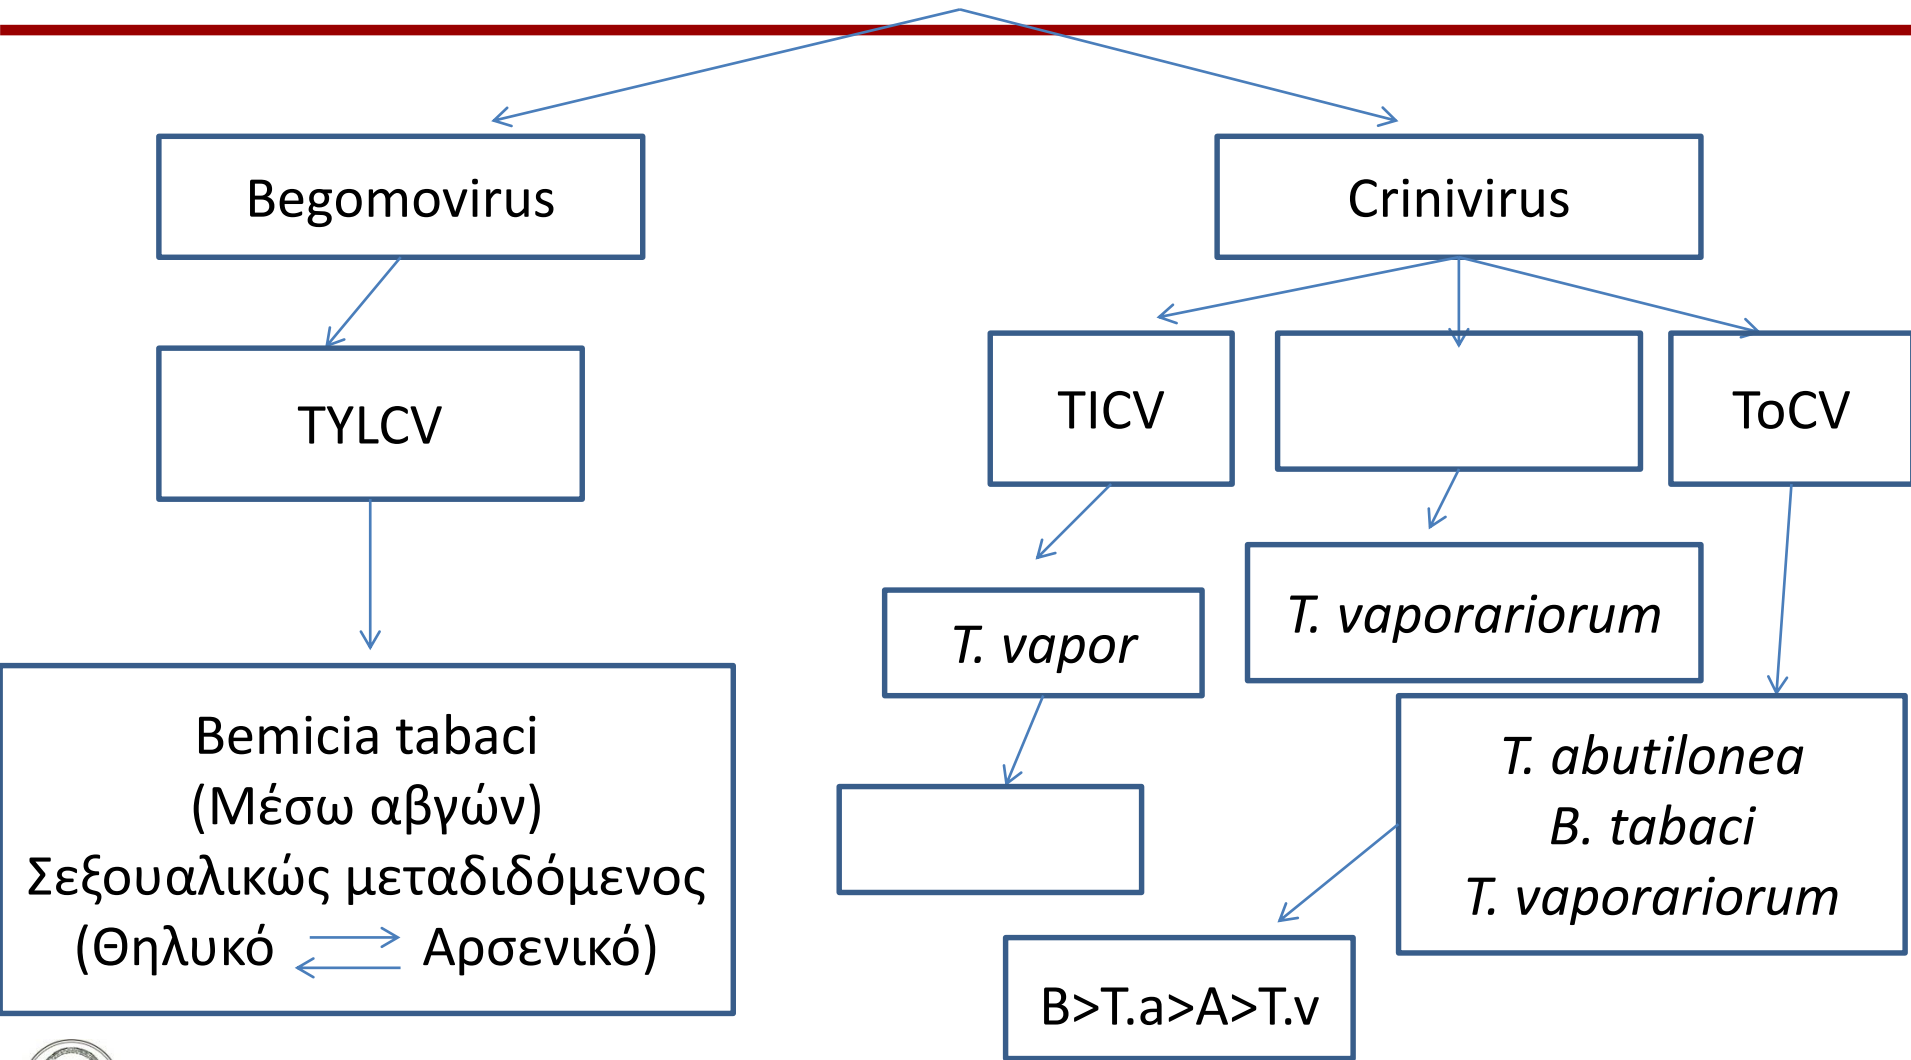 Begomovirus
Crinivirus
TYLCV
TICV
ToCV
T. vapor
T. vaporariorum
Bemicia tabaci
(Μέσω αβγών)
Σεξουαλικώς μεταδιδόμενος
(Θηλυκό Αρσενικό)
T. abutilonea
B. tabaci
T. vaporariorum
B>T.a>A>T.v